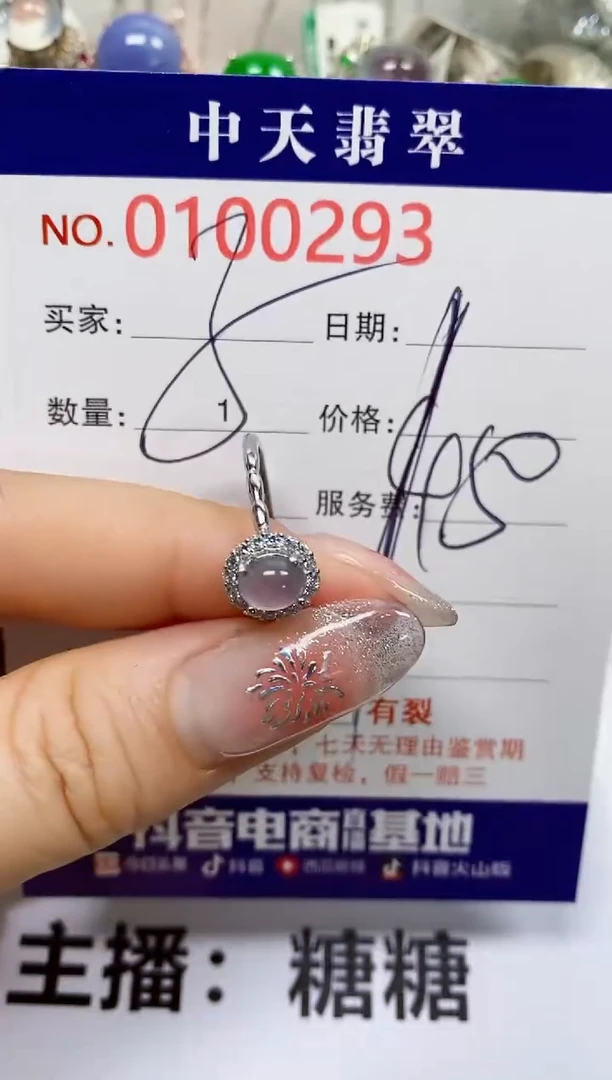 中天翡翠
NO.0100293
买家: 8 日期:
数量: 1 价格:
服务费:
有裂
七天无理由鉴赏期
支持复检，假一赔三
抖音电商直播基地
今日头条 抖音 西瓜视频 抖音火山版
主播：糖糖